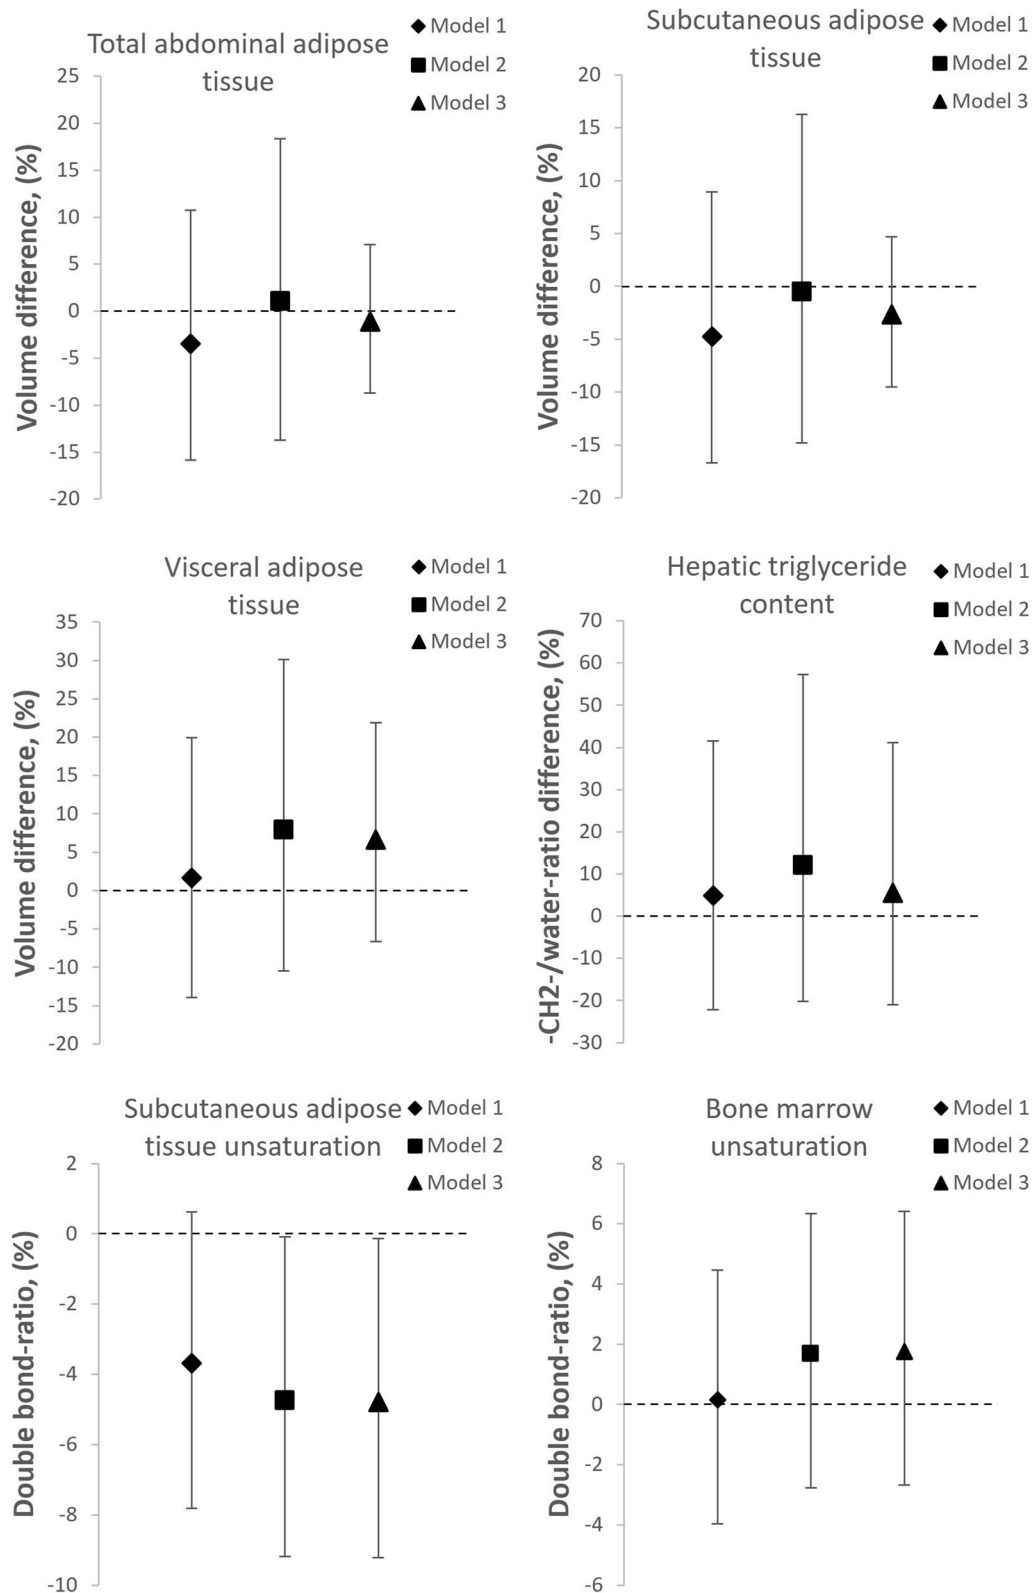 Total abdominal adipose
tissue
◆ Model 1
■ Model 2
▲ Model 3
Volume difference, (%)
25
20
15
10
5
0
-5
-10
-15
-20
Subcutaneous adipose
tissue
◆ Model 1
■ Model 2
▲ Model 3
Volume difference, (%)
20
15
10
5
0
-5
-10
-15
-20
Visceral adipose
tissue
◆ Model 1
■ Model 2
▲ Model 3
Volume difference, (%)
35
30
25
20
15
10
5
0
-5
-10
-15
-20
Hepatic triglyceride
content
◆ Model 1
■ Model 2
▲ Model 3
-CH2-/water-ratio difference, (%)
70
60
50
40
30
20
10
0
-10
-20
-30
Subcutaneous adipose
tissue unsaturation
◆ Model 1
■ Model 2
▲ Model 3
Double bond-ratio, (%)
2
0
-2
-4
-6
-8
-10
Bone marrow
unsaturation
◆ Model 1
■ Model 2
▲ Model 3
Double bond-ratio, (%)
8
6
4
2
0
-2
-4
-6